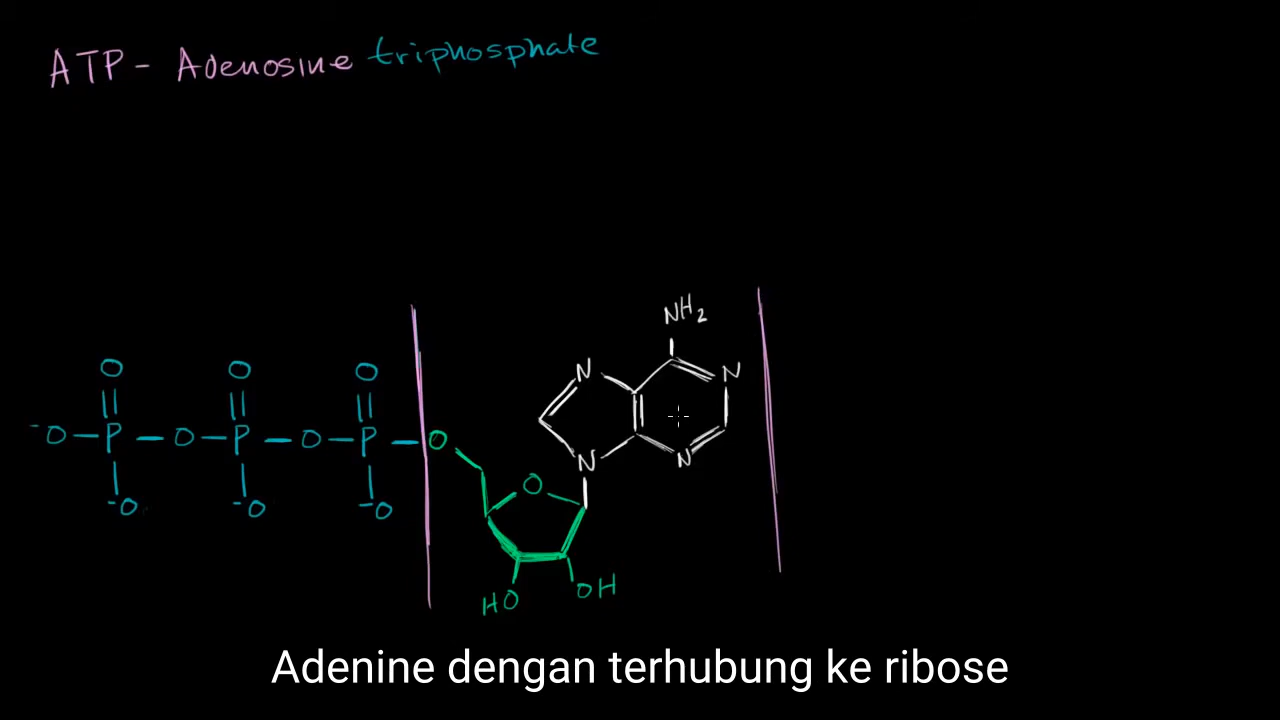 ATP - Adenosine triphosphate
NH2
O O O N N
-O-P-O-P-O-P-O
N N
-O -O -O O
HO OH
Adenine dengan terhubung ke ribose